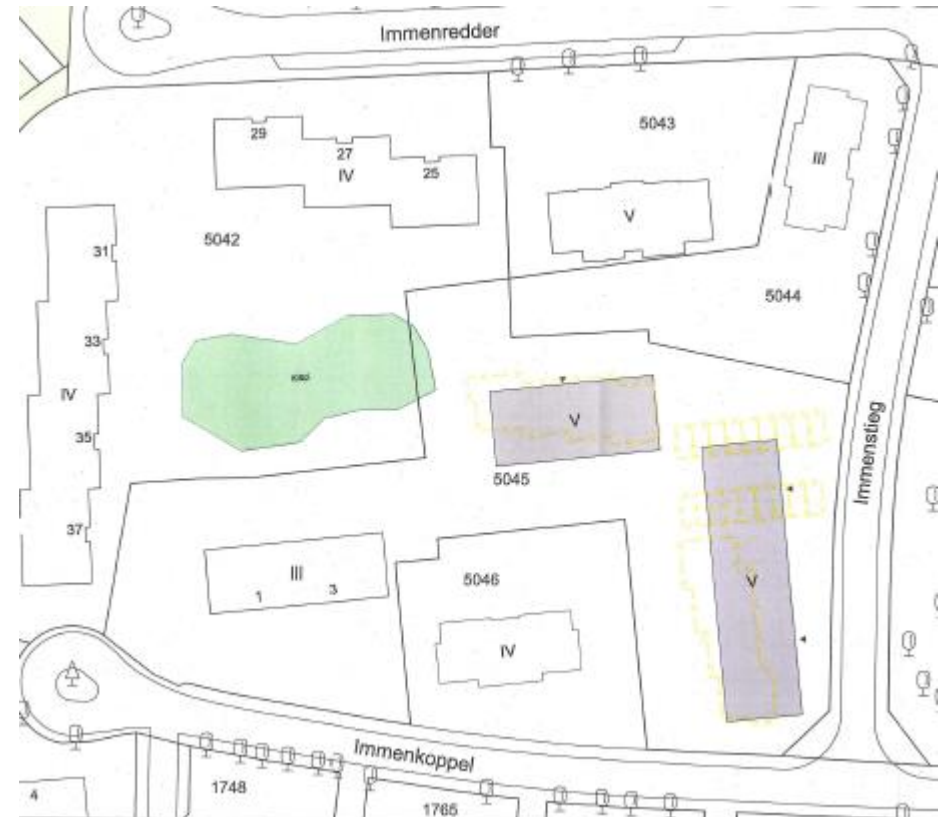 Immenredder
5043
29
27
IV
25
III
V
5042
31
5044
33
IV
V
35
5045
Immenstieg
37
III
1
3
5046
V
IV
Immenkoppel
1748
4
1765